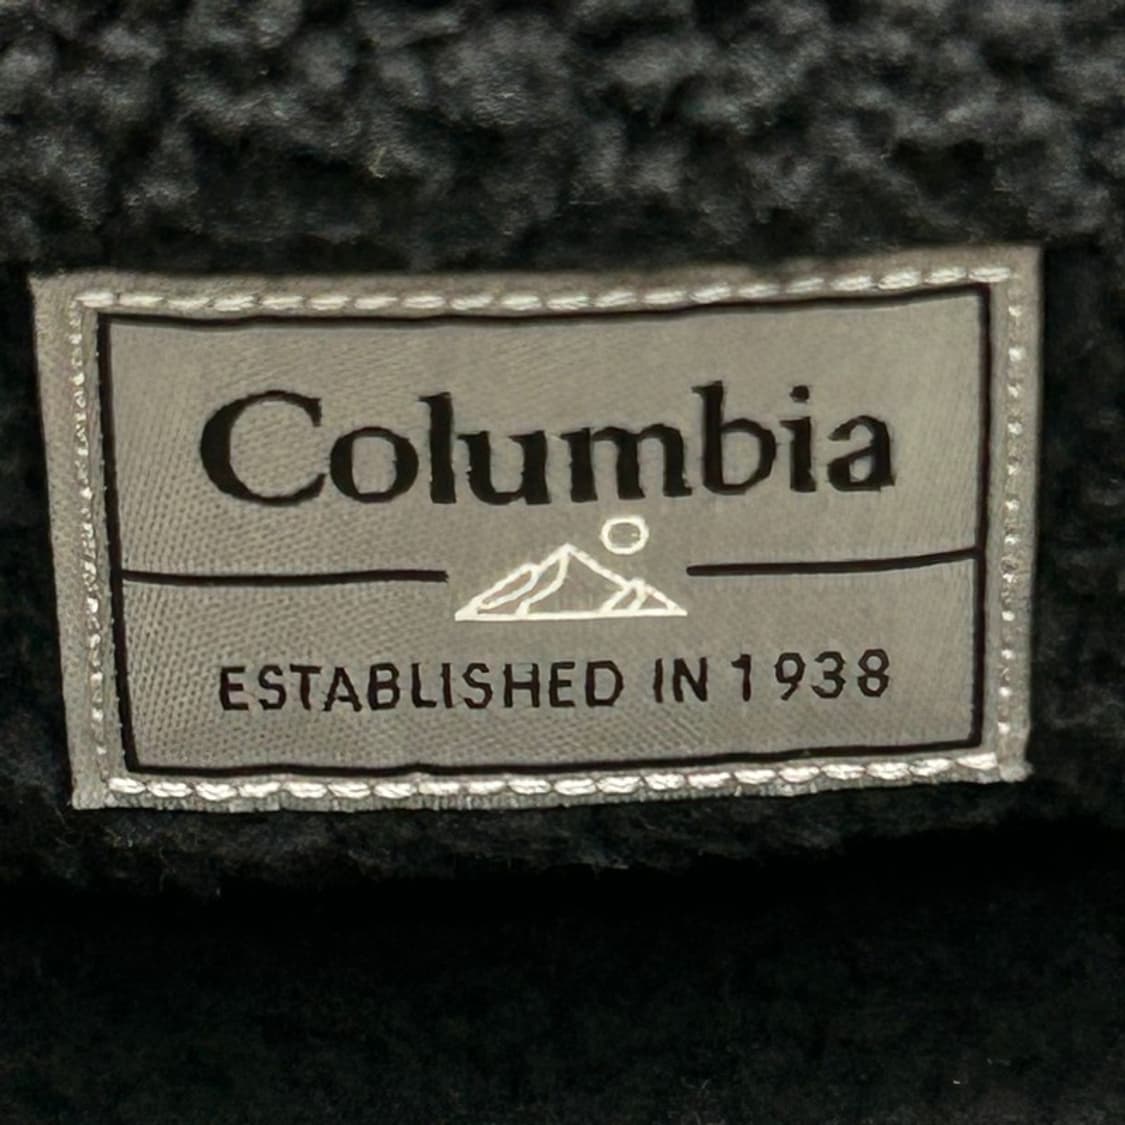 Columbia
ESTABLISHED IN 1938